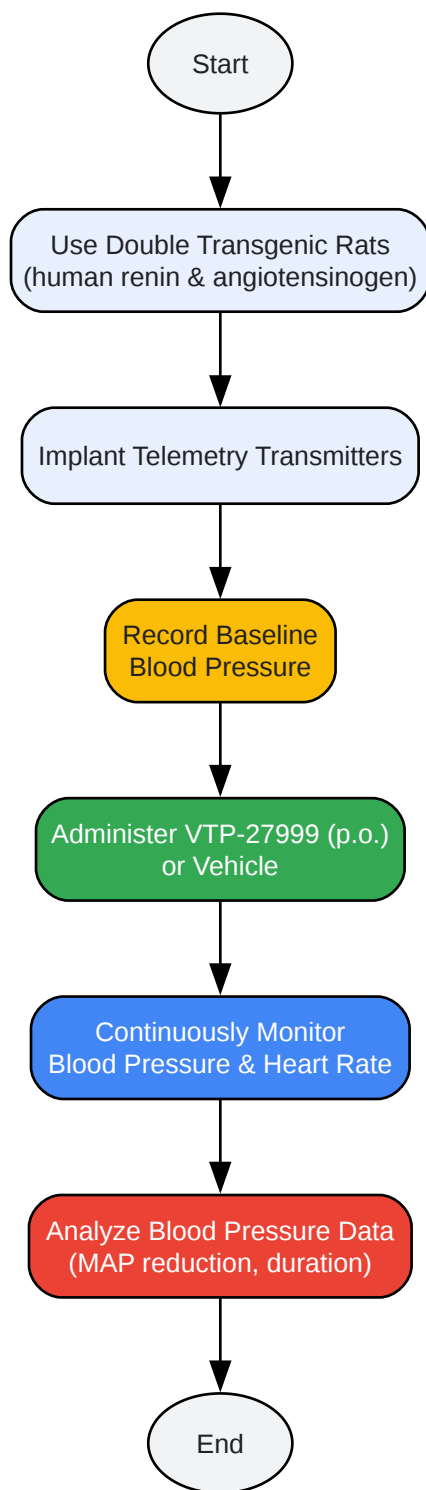 Start
Use Double Transgenic Rats
(human renin & angiotensinogen)
Implant Telemetry Transmitters
Record Baseline
Blood Pressure
Administer VTP-27999 (p.o.)
or Vehicle
Continuously Monitor
Blood Pressure & Heart Rate
Analyze Blood Pressure Data
(MAP reduction, duration)
End